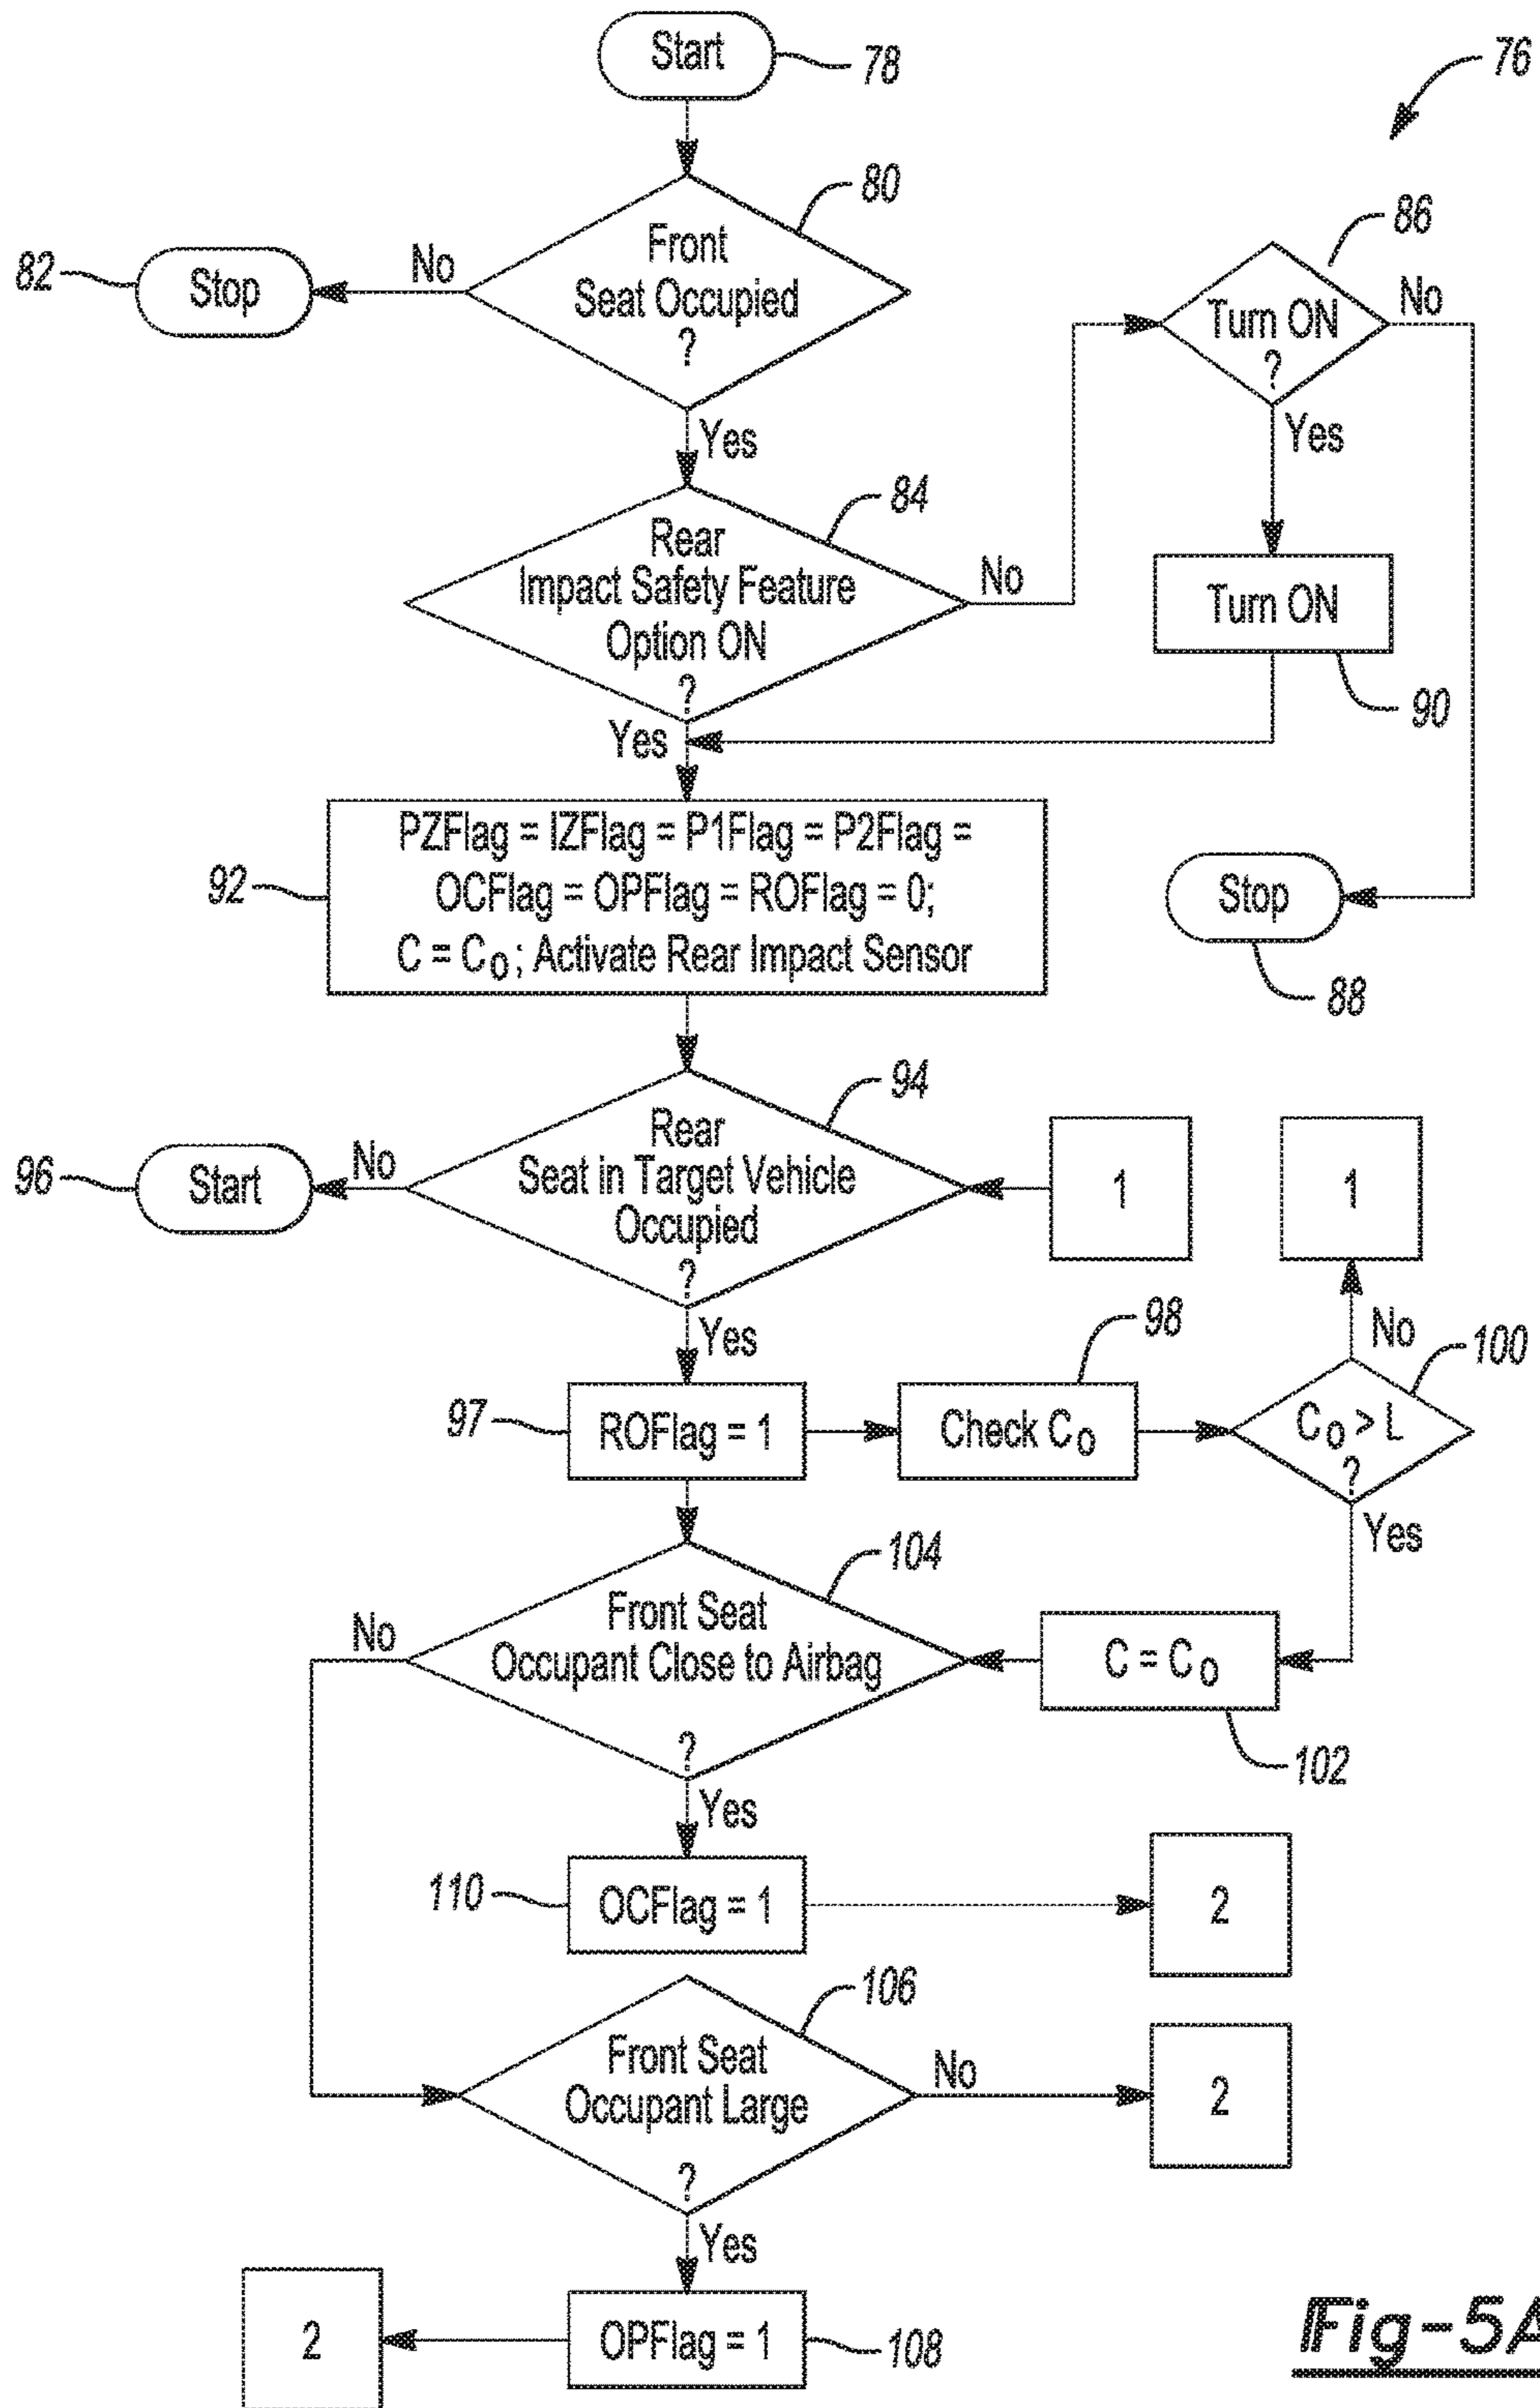 Start
78
76
80
Front
Seat Occupied
?
No
82
Stop
Yes
86
Turn ON
?
No
Yes
84
Rear
Impact Safety Feature
Option ON
?
No
Turn ON
90
Yes
92
PZFlag = IZFlag = P1Flag = P2Flag =
OCFlag = OPFlag = ROFlag = 0;
C = C0; Activate Rear Impact Sensor
Stop
88
94
Rear
Seat in Target Vehicle
Occupied
?
No
96
Start
1
1
Yes
98
No
100
97
ROFlag = 1
Check C0
C0 > L
?
Yes
104
Front Seat
Occupant Close to Airbag
?
No
C = C0
102
Yes
110
OCFlag = 1
2
106
Front Seat
Occupant Large
?
No
2
Yes
2
OPFlag = 1
108
Fig-5A